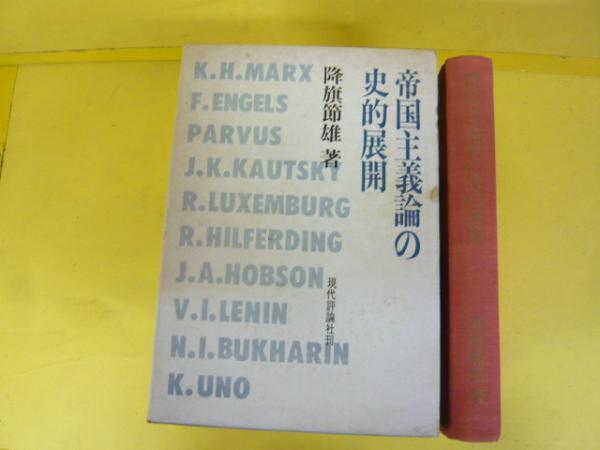 帝国主義論の
史的展開
降旗節雄 著
K.H.MARX
F.ENGELS
PARVUS
J.K.KAUTSKY
R.LUXEMBURG
R.HILFERDING
J.A.HOBSON
V.I.LENIN
N.I.BUKHARIN
K.UNO
現代評論社刊